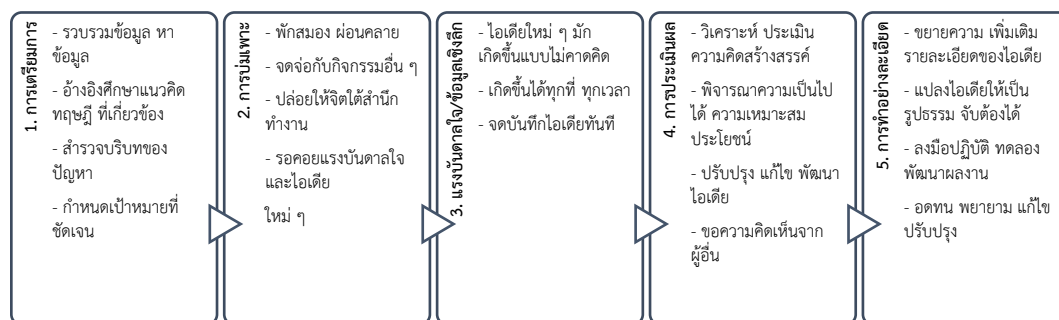 1. การเตรียมการ
- รวบรวมข้อมูล หา
ข้อมูล
- อ้างอิงศึกษาแนวคิด
ทฤษฎี ที่เกี่ยวข้อง
- สำรวจบริบทของ
ปัญหา
- กำหนดเป้าหมายที่
ชัดเจน
2. การบ่มเพาะ
- พักสมอง ผ่อนคลาย
- จดจ่อกับกิจกรรมอื่น ๆ
- ปล่อยให้จิตใต้สำนึก
ทำงาน
- รอคอยแรงบันดาลใจ
และไอเดีย
ใหม่ ๆ
3. แรงบันดาลใจ/ข้อมูลเชิงลึก
- ไอเดียใหม่ ๆ มัก
เกิดขึ้นแบบไม่คาดคิด
- เกิดขึ้นได้ทุกที่ ทุกเวลา
- จดบันทึกไอเดียทันที
4. การประเมินผล
- วิเคราะห์ ประเมิน
ความคิดสร้างสรรค์
- พิจารณาความเป็นไป
ได้ ความเหมาะสม
ประโยชน์
- ปรับปรุง แก้ไข พัฒนา
ไอเดีย
- ขอความคิดเห็นจาก
ผู้อื่น
5. การทำอย่างละเอียด
- ขยายความ เพิ่มเติม
รายละเอียดของไอเดีย
- แปลงไอเดียให้เป็น
รูปธรรม จับต้องได้
- ลงมือปฏิบัติ ทดลอง
พัฒนาผลงาน
- อดทน พยายาม แก้ไข
ปรับปรุง